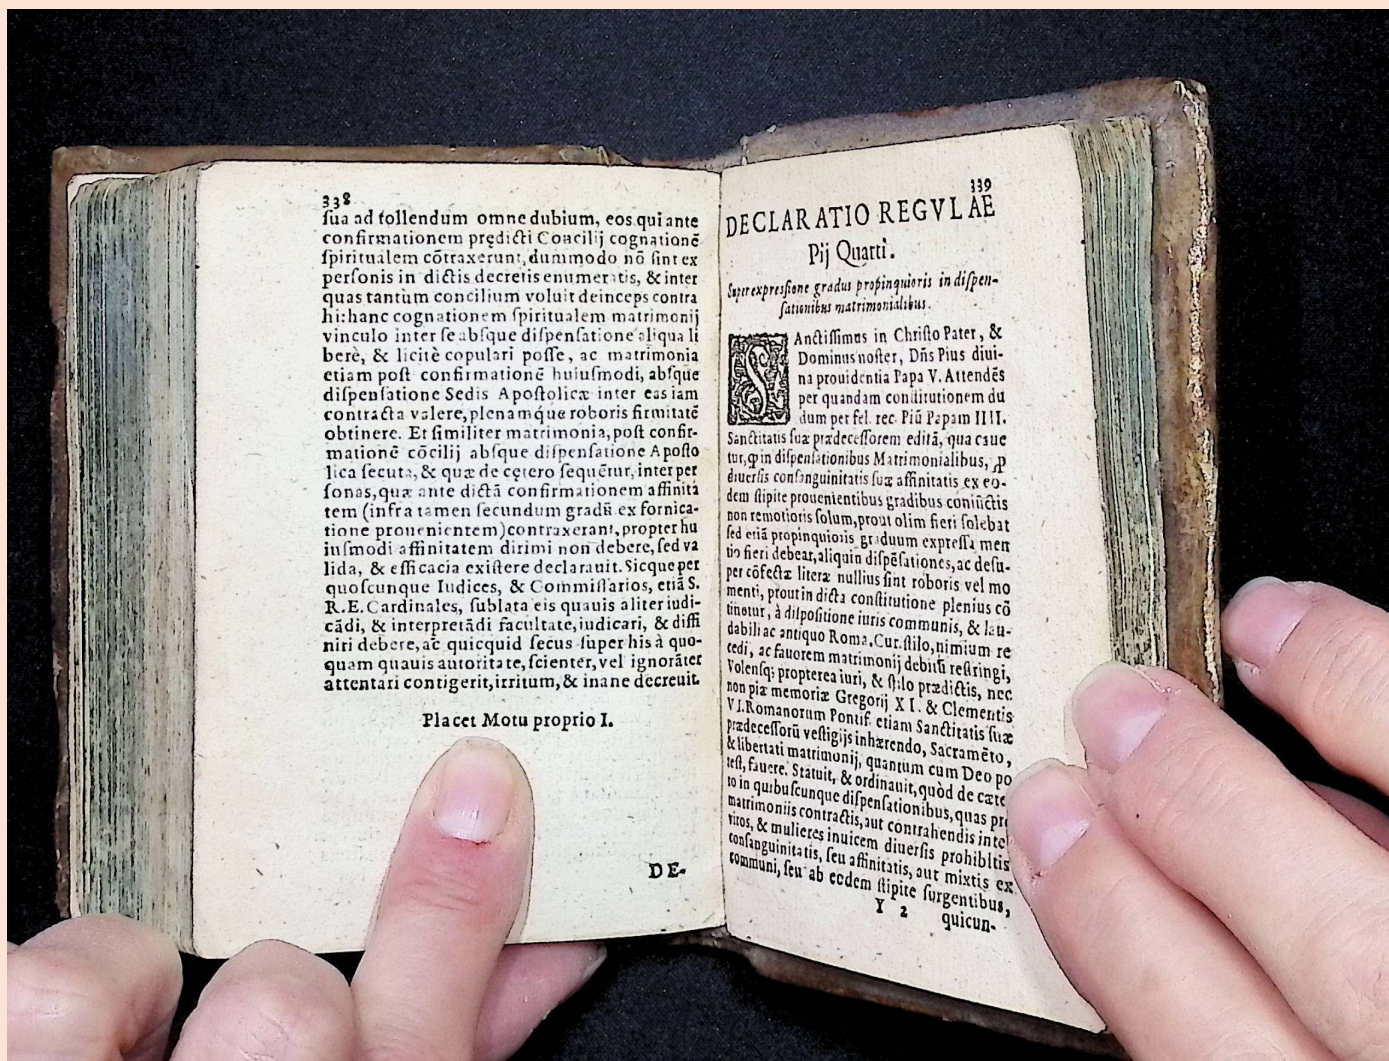 338
ſua ad tollendum omne dubium, eos qui ante
confirmationem prędicti Concilij cognationē
ſpiritualem cōtraxerunt, dummodo nō ſint ex
perſonis in dictis decretis enumeratis, & inter
quas tantùm concilium voluit deinceps contra
hi: hanc cognationem ſpiritualem matrimonij
vinculo inter ſe abſque diſpenſatione aliqua li
berè, & licitè copulari poſſe, ac matrimonia
etiam poſt confirmationē huiuſmodi, abſque
diſpenſatione Sedis Apoſtolicæ inter eas iam
contracta valere, plenamque roboris firmitatē
obtinere. Et ſimiliter matrimonia, poſt confir-
mationē cōcilij abſque diſpenſatione Apoſto
lica ſecuta, & quæ de cętero ſequētur, inter per
ſonas, quæ ante dictā confirmationem affinitā
tem (infra tamen ſecundum gradū ex fornica-
tione prouenientem) contraxerant, propter hu
iuſmodi affinitatem dirimi non debere, ſed va
lida, & efficacia exiſtere declarauit. Sicque per
quoſcunque Iudices, & Commiſſarios, etiā S.
R.E. Cardinales, ſublata eis quauis aliter iudi-
cādi, & interpretādi facultate, iudicari, & diffi
niri debere, ac quicquid ſecus ſuper his à quo-
quam quauis autoritate, ſcienter, vel ignorāter
attentari contigerit, irritum, & inane decreuit.
Placet Motu proprio I.
DE-
339
DECLARATIO REGVLAE
Pij Quarti.
Super expreſſione gradus propinquioris in diſpen-
ſationibus matrimonialibus.
SAnctiſſimus in Chriſto Pater, &
Dominus noſter, Dñs Pius diui-
na prouidentia Papa V. Attendēs
per quandam conſtitutionem du
dum per fel. rec. Piū Papam IIII.
Sanctitatis ſuæ prædeceſſorem editā, qua caue
tur, ꝙ in diſpenſationibus Matrimonialibus, ꝓ
diuerſis conſanguinitatis ſuæ affinitatis ex eo-
dem ſtipite prouenientibus gradibus coniūctis
non remotioris ſolum, prout olim fieri ſolebat
ſed etiā propinquioris graduum expreſſa men
tio fieri debeat, aliquin diſpēſationes, ac deſu-
per cōfectæ literæ nullius ſint roboris vel mo
menti, prout in dicta conſtitutione plenius cō
tinetur, à diſpoſitione iuris communis, & lau-
dabili ac antiquo Roma. Cur. ſtilo, nimium re
cedi, ac fauorem matrimonij debitū reſtringi,
Volenſq; propterea iuri, & ſtilo prædictis, nec
non piæ memoriæ Gregorij XI. & Clementis
VI. Romanorum Pontif. etiam Sanctitatis ſuæ
prædeceſſorū veſtigijs inhærendo, Sacramēto,
& libertati matrimonij, quantum cum Deo po
teſt, fauere. Statuit, & ordinauit, quòd de cæte
to in quibuſcunque diſpenſationibus, quas pro
matrimoniis contractis, aut contrahendis inte
viros, & mulieres inuicem diuerſis prohibitis
conſanguinitatis, ſeu affinitatis, aut mixtis ex
communi, ſeu ab eodem ſtipite ſurgentibus,
Y 2 quicun-